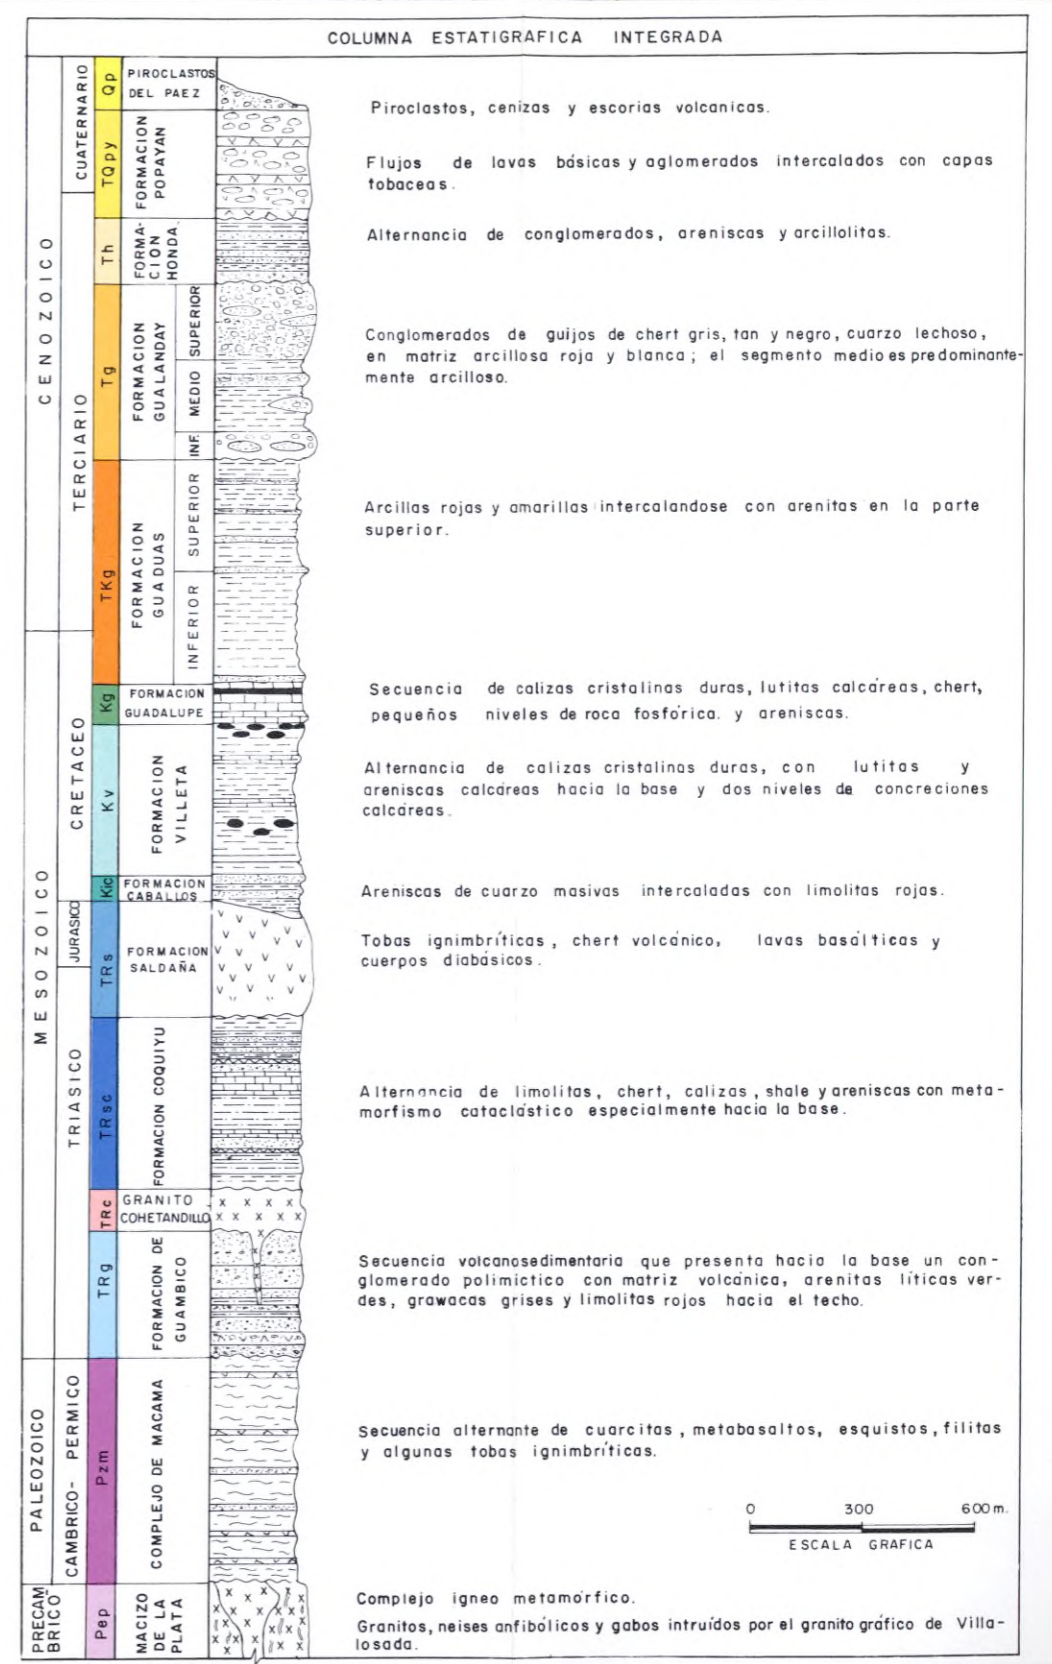 COLUMNA ESTATIGRAFICA INTEGRADA
CENOZOICO
MESOZOICO
PALEOZOICO
PRECAM
BRICO
CUATERNARIO
TERCIARIO
CRETACEO
JURASICO
TRIASICO
CAMBRICO- PERMICO
Qp
PIROCLASTOS
DEL PAEZ
Piroclastos, cenizas y escorias volcanicas.
TQpy
FORMACION
POPAYAN
Flujos de lavas básicas y aglomerados intercalados con capas
tobaceas.
Th
FORMA-
CION
HONDA.
Alternancia de conglomerados, areniscas y arcillolitas.
Tg
FORMACION
GUALANDAY
SUPERIOR
MEDIO
INF.
Conglomerados de guijos de chert gris, tan y negro, cuarzo lechoso,
en matriz arcillosa roja y blanca; el segmento medio es predominante-
mente arcilloso.
TKg
FORMACION
GUADUAS
SUPERIOR
INFERIOR
Arcillas rojas y amarillas intercalandose con arenitas en la parte
superior.
Kg
FORMACION
GUADALUPE
Secuencia de calizas cristalinas duras, lutitas calcáreas, chert,
pequeños niveles de roca fosfórica. y areniscas.
Kv
FORMACION
VILLETA
Alternancia de calizas cristalinas duras, con lutitas y
areniscas calcáreas hacia la base y dos niveles de concreciones
calcáreas.
Kic
FORMACION
CABALLOS
Areniscas de cuarzo masivas intercaladas con limolitas rojas.
TRs
FORMACION
SALDAÑA
Tobas ignimbríticas, chert volcánico, lavas basálticas y
cuerpos diabásicos.
TRsc
FORMACION COQUIYU
Alternancia de limolitas, chert, calizas, shale y areniscas con meta-
morfismo cataclástico especialmente hacia la base.
TRc
GRANITO
COHETANDILLO
TRg
FORMACION DE
GUAMBICO
Secuencia volcanosedimentaria que presenta hacia la base un con-
glomerado polimictico con matriz volcánica, arenitas líticas ver-
des, grawacas grises y limolitas rojos hacia el techo.
Pzm
COMPLEJO DE MACAMA
Secuencia alternante de cuarcitas, metabasaltos, esquistos, filitas
y algunas tobas ignimbríticas.
0 300 600 m.
ESCALA GRAFICA
Pep
MACIZO
DE LA
PLATA
Complejo igneo metamórfico.
Granitos, neises anfibólicos y gabos intruídos por el granito gráfico de Villa-
losada.